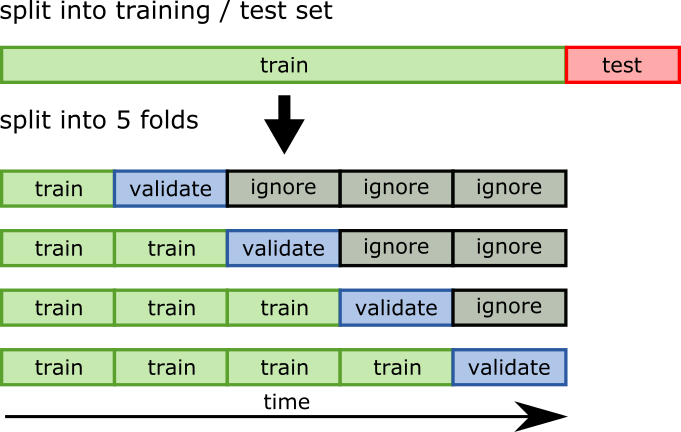 split into training / test set
train test
split into 5 folds
train validate ignore ignore ignore
train train validate ignore ignore
train train train validate ignore
train train train train validate
time